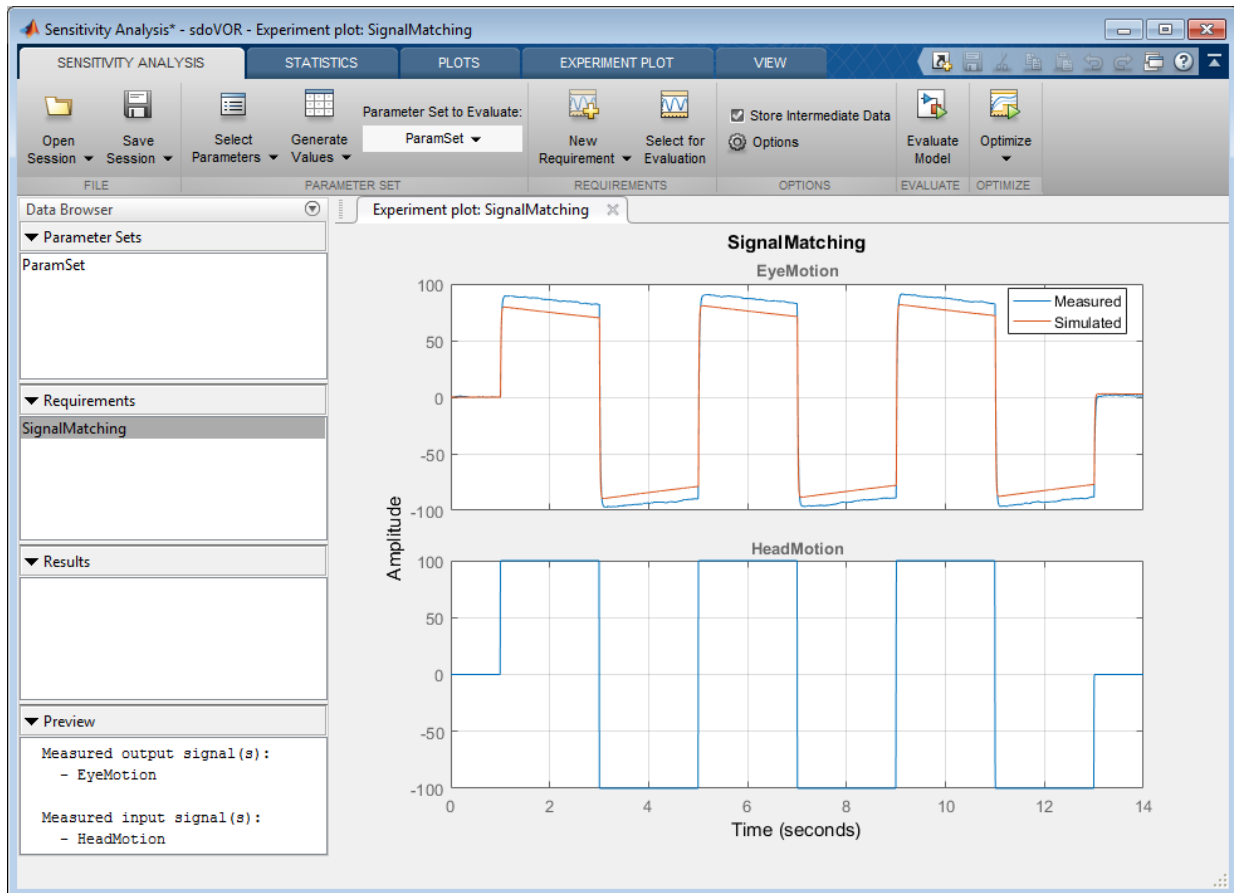 Sensitivity Analysis* - sdoVOR - Experiment plot: SignalMatching
SENSITIVITY ANALYSIS STATISTICS PLOTS EXPERIMENT PLOT VIEW
Open Session
Save Session
Select Parameters
Generate Values
Parameter Set to Evaluate:
ParamSet
New Requirement
Select for Evaluation
Store Intermediate Data
Options
Evaluate Model
Optimize
FILE PARAMETER SET REQUIREMENTS OPTIONS EVALUATE OPTIMIZE
Data Browser
Parameter Sets
ParamSet
Requirements
SignalMatching
Results
Preview
Measured output signal(s):
- EyeMotion
Measured input signal(s):
- HeadMotion
Experiment plot: SignalMatching
SignalMatching
EyeMotion
100
50
0
-50
-100
Measured
Simulated
Amplitude
HeadMotion
100
50
0
-50
-100
0 2 4 6 8 10 12 14
Time (seconds)